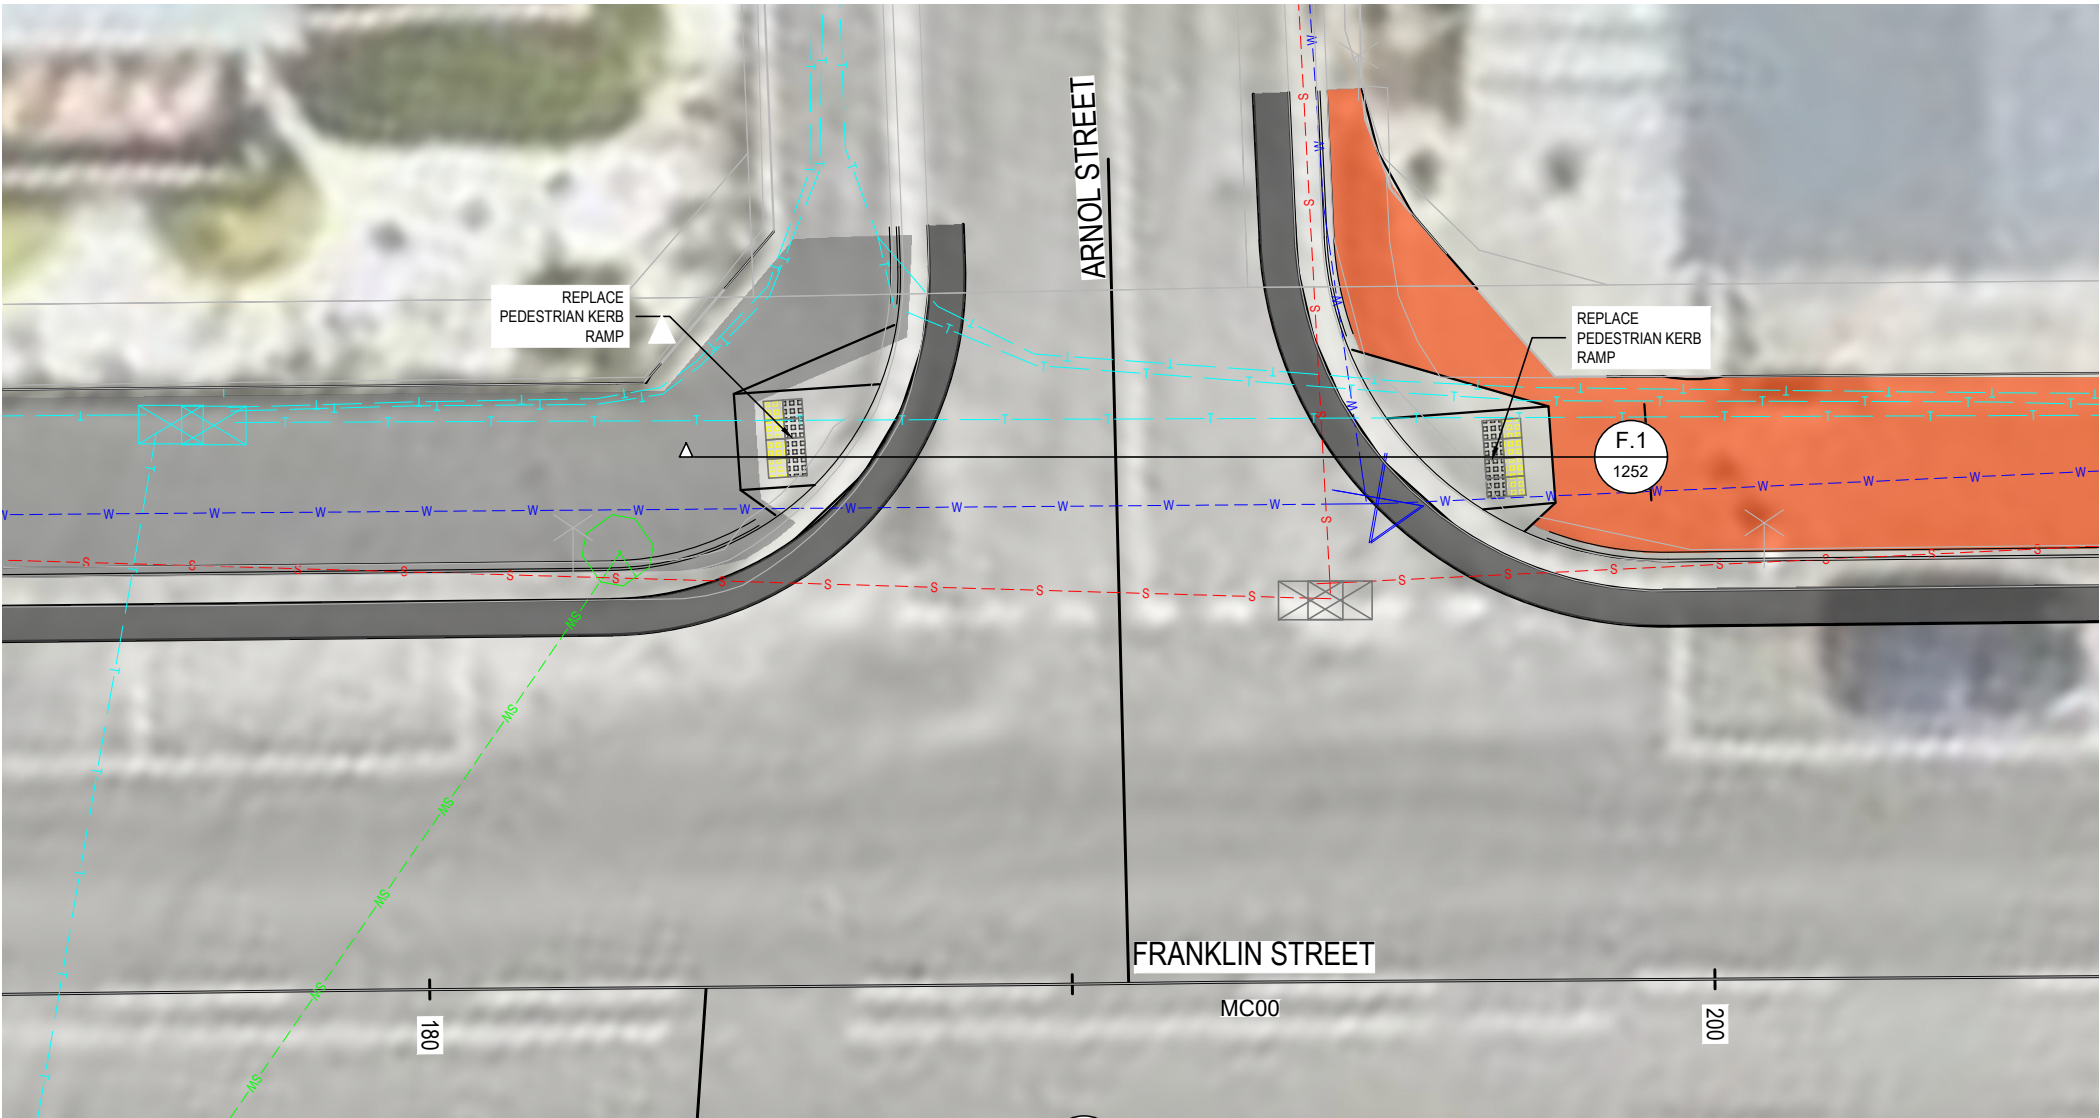 ARNOL STREET
REPLACE
PEDESTRIAN KERB
RAMP
REPLACE
PEDESTRIAN KERB
RAMP
F.1
1252
FRANKLIN STREET
MC00
180
200